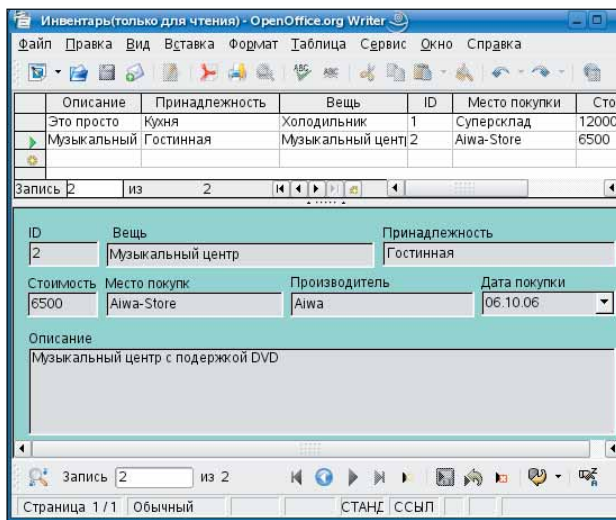 Инвентарь(только для чтения) - OpenOffice.org Writer
Файл Правка Вид Вставка Формат Таблица Сервис Окно Справка
Описание Принадлежность Вещь ID Место покупки Сто
Это просто Кухня Холодильник 1 Суперсклад 12000
Музыкальный Гостинная Музыкальный цент 2 Aiwa-Store 6500
Запись 2 из 2
ID Вещь Принадлежность
2 Музыкальный центр Гостинная
Стоимость Место покупк Производитель Дата покупки
6500 Aiwa-Store Aiwa 06.10.06
Описание
Музыкальный центр с подержкой DVD
Запись 2 из 2
Страница 1/1 Обычный СТАНД ССЫЛ